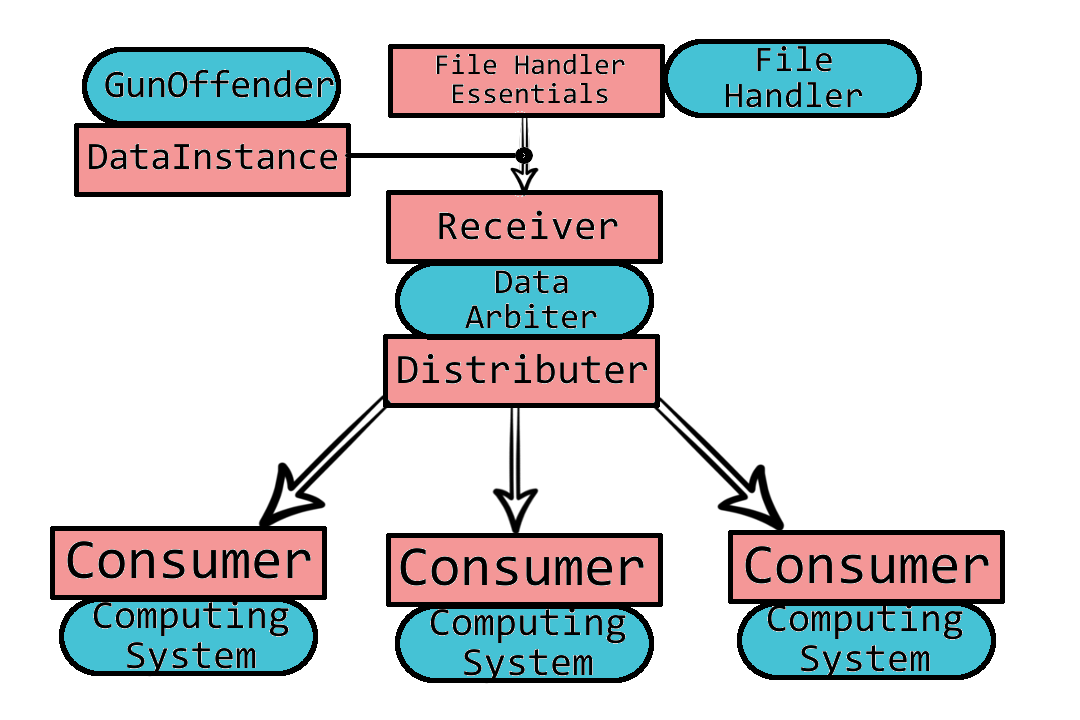 GunOffender
File Handler
Essentials
File
Handler
DataInstance
Receiver
Data
Arbiter
Distributer
Consumer
Computing
System
Consumer
Computing
System
Consumer
Computing
System